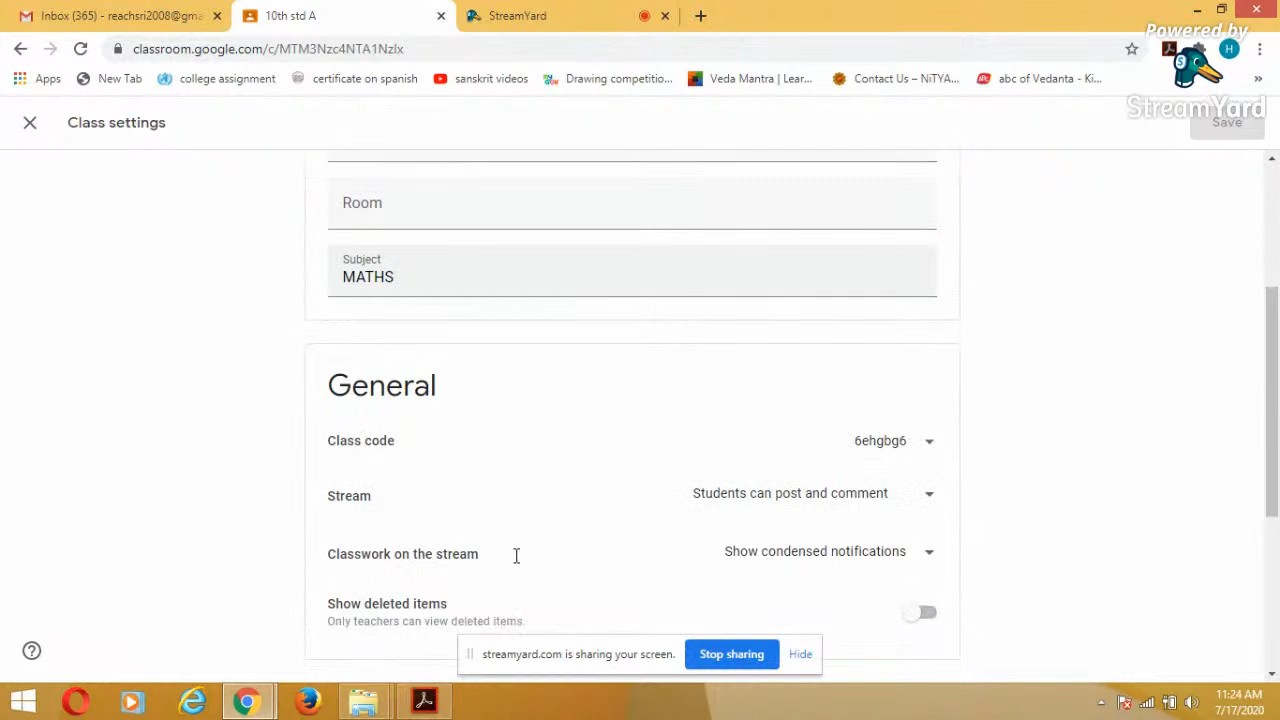 Inbox (365) - reachsri2008@gma
10th std A
StreamYard
classroom.google.com/c/MTM3Nzc4NTA1Nzlx
Powered by
StreamYard
H
Apps
New Tab
college assignment
certificate on spanish
sanskrit videos
Drawing competitio...
Veda Mantra | Lear...
Contact Us – NiTYA...
abc of Vedanta - Ki...
»
Class settings
Save
Room
Subject
MATHS
General
Class code
6ehgbg6
Stream
Students can post and comment
Classwork on the stream
Show condensed notifications
Show deleted items
Only teachers can view deleted items.
streamyard.com is sharing your screen.
Stop sharing
Hide
11:24 AM
7/17/2020